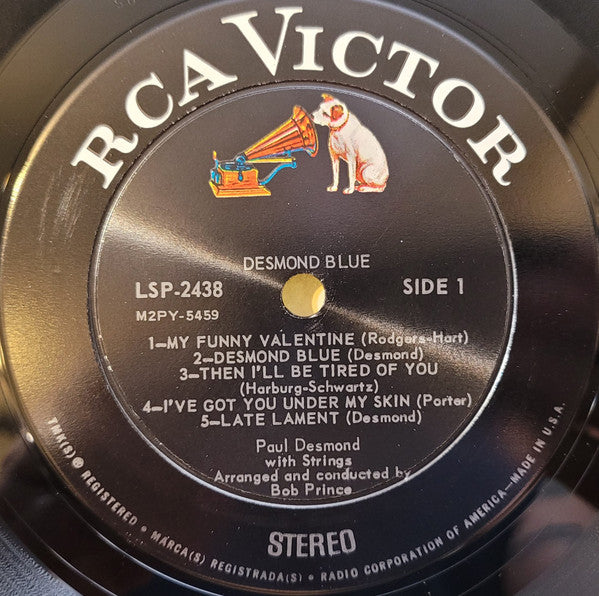 RCA VICTOR
DESMOND BLUE
LSP-2438
SIDE 1
M2PY-5459
1—MY FUNNY VALENTINE (Rodgers-Hart)
2—DESMOND BLUE (Desmond)
3—THEN I'LL BE TIRED OF YOU
(Harburg-Schwartz)
4—I'VE GOT YOU UNDER MY SKIN (Porter)
5—LATE LAMENT (Desmond)
Paul Desmond
with Strings
Arranged and conducted by
Bob Prince
STEREO
TMK(S) ® REGISTERED • MARCA(S) REGISTRADA(S) • RADIO CORPORATION OF AMERICA—MADE IN U.S.A.